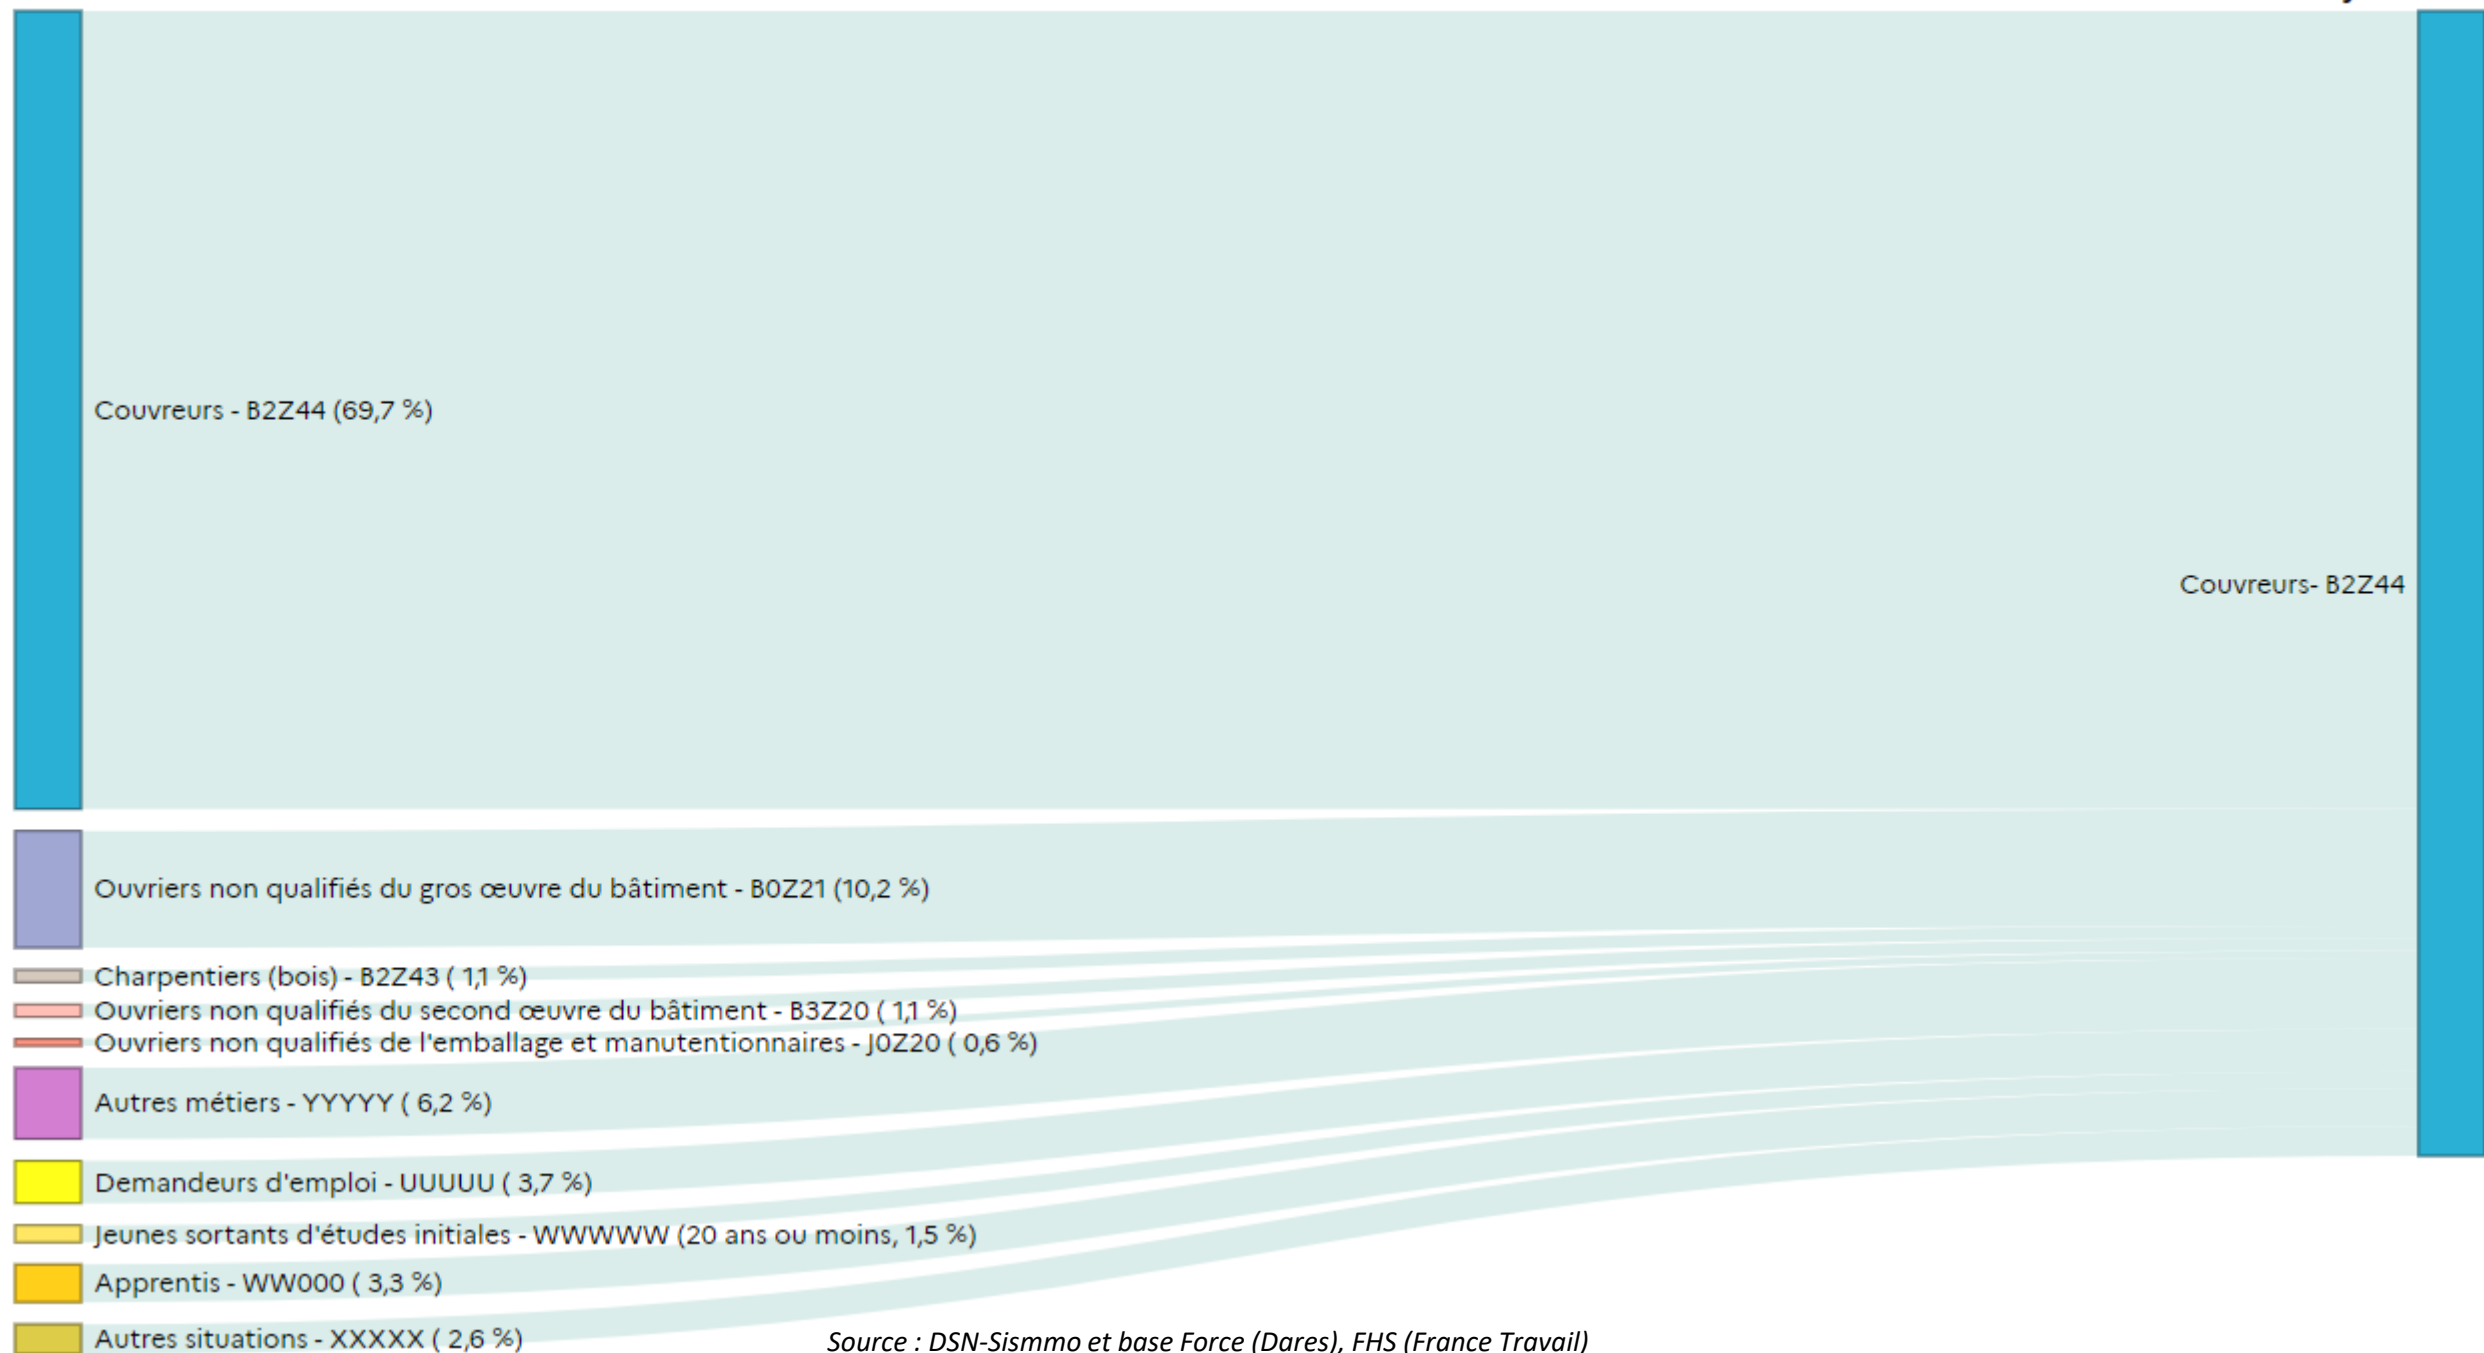 Couvreurs - B2Z44 (69,7 %)
Couvreurs- B2Z44
Ouvriers non qualifiés du gros œuvre du bâtiment - B0Z21 (10,2 %)
Charpentiers (bois) - B2Z43 ( 1,1 %)
Ouvriers non qualifiés du second œuvre du bâtiment - B3Z20 ( 1,1 %)
Ouvriers non qualifiés de l'emballage et manutentionnaires - J0Z20 ( 0,6 %)
Autres métiers - YYYYY ( 6,2 %)
Demandeurs d'emploi - UUUUU ( 3,7 %)
Jeunes sortants d'études initiales - WWWWW (20 ans ou moins, 1,5 %)
Apprentis - WW000 ( 3,3 %)
Autres situations - XXXXX ( 2,6 %)
Source : DSN-Sismmo et base Force (Dares), FHS (France Travail)